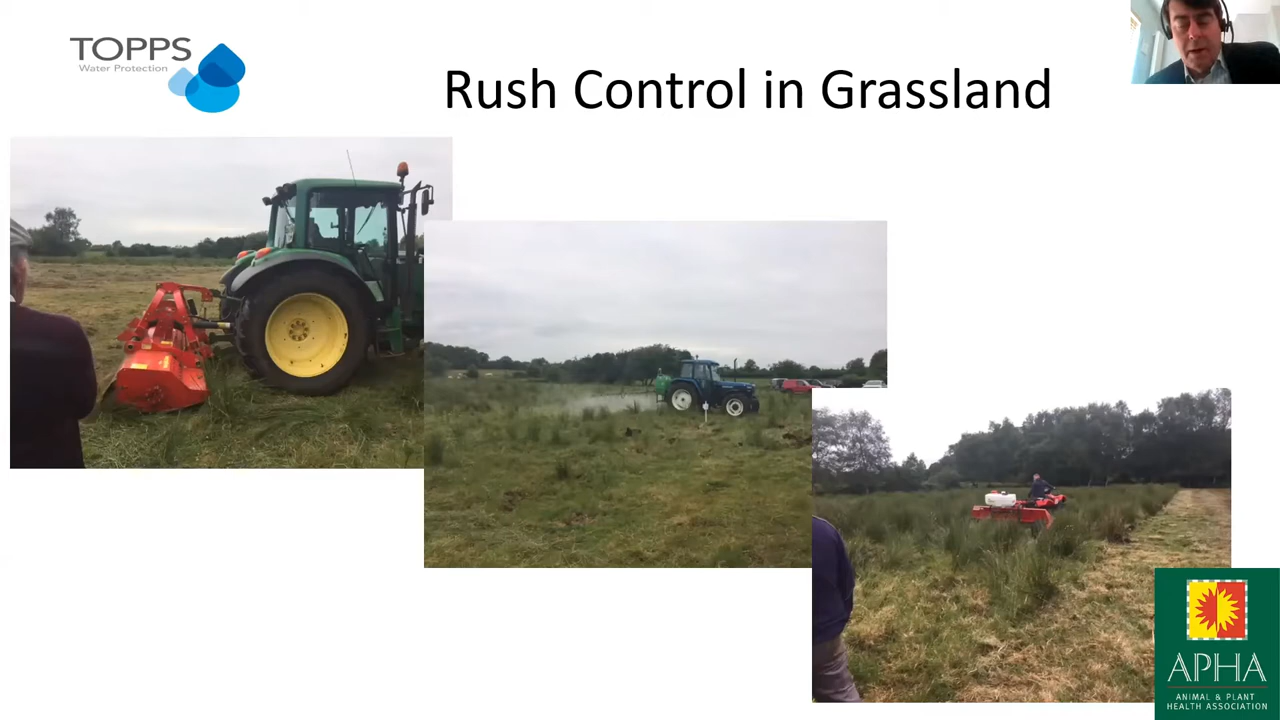 TOPPS
Water Protection
Rush Control in Grassland
APHA
ANIMAL & PLANT
HEALTH ASSOCIATION